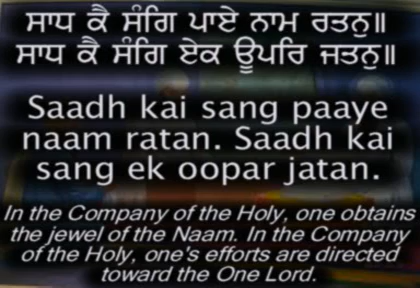 ਸਾਧ ਕੈ ਸੰਗਿ ਪਾਏ ਨਾਮ ਰਤਨੁ॥
ਸਾਧ ਕੈ ਸੰਗਿ ਏਕ ਊਪਰਿ ਜਤਨੁ॥
Saadh kai sang paaye
naam ratan. Saadh kai
sang ek oopar jatan.
In the Company of the Holy, one obtains
the jewel of the Naam. In the Company
of the Holy, one's efforts are directed
toward the One Lord.